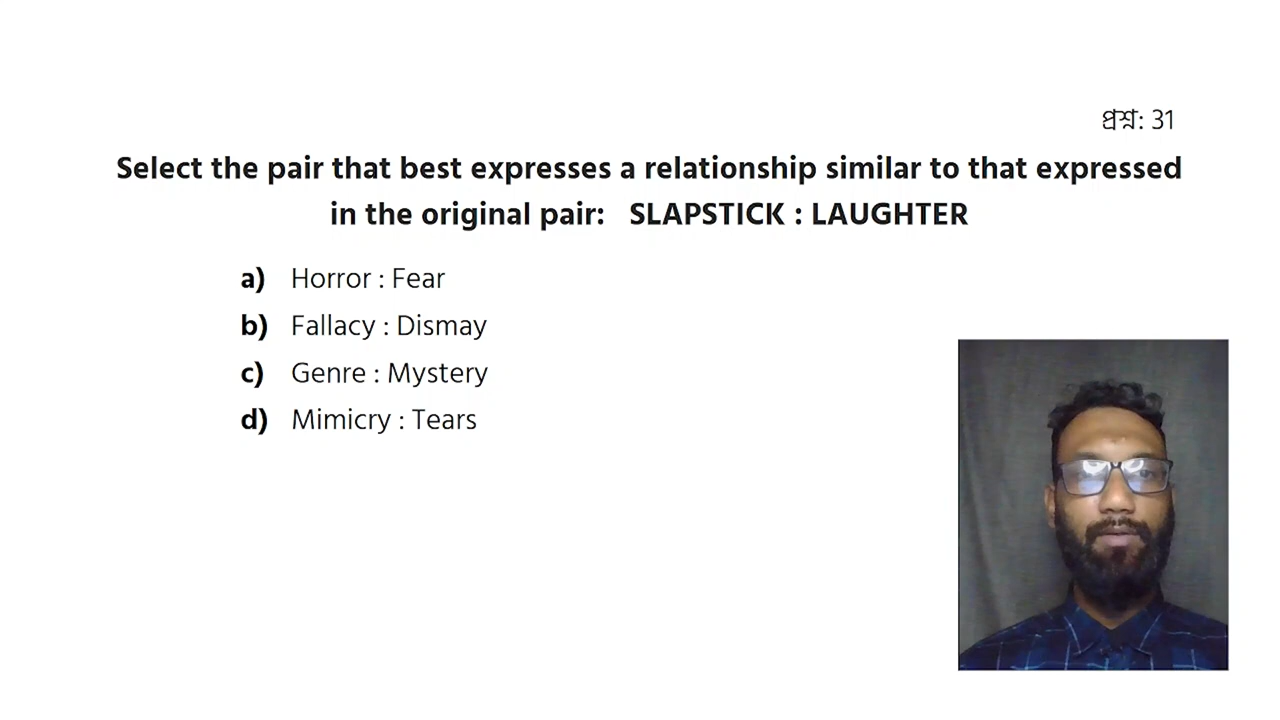 প্রশ্ন: 31
Select the pair that best expresses a relationship similar to that expressed
in the original pair: SLAPSTICK : LAUGHTER
a) Horror : Fear
b) Fallacy : Dismay
c) Genre : Mystery
d) Mimicry : Tears